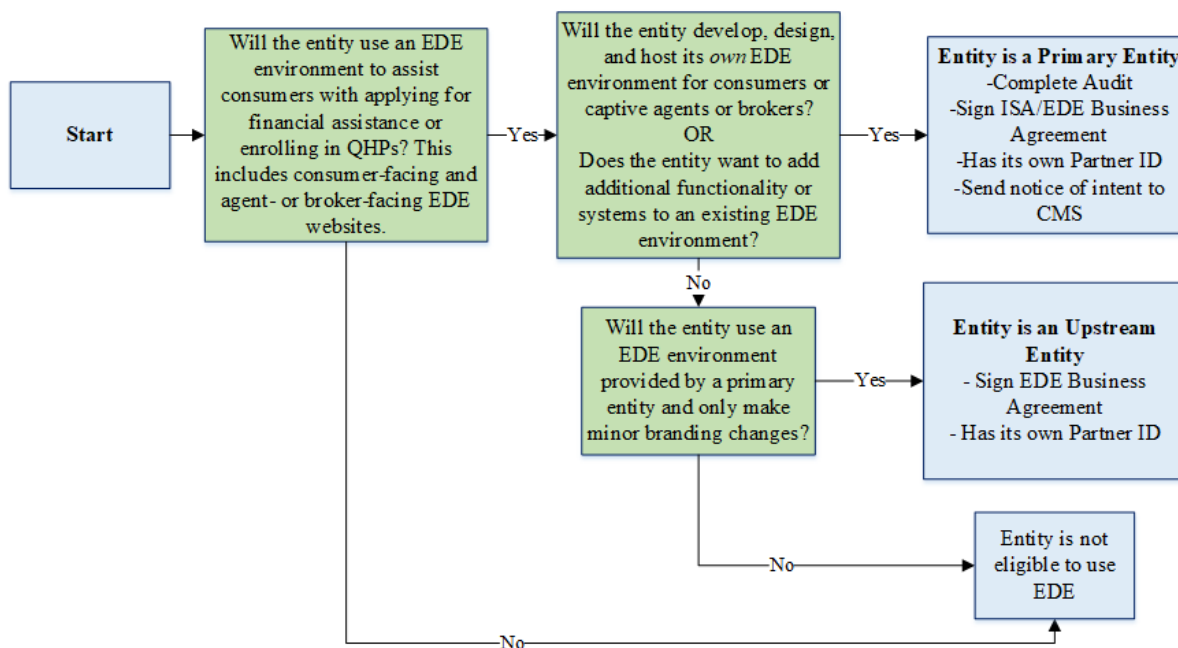 Start
Will the entity use an EDE
environment to assist
consumers with applying for
financial assistance or
enrolling in QHPs? This
includes consumer-facing and
agent- or broker-facing EDE
websites.
Yes
Will the entity develop, design,
and host its own EDE
environment for consumers or
captive agents or brokers?
OR
Does the entity want to add
additional functionality or
systems to an existing EDE
environment?
Yes
Entity is a Primary Entity
-Complete Audit
-Sign ISA/EDE Business
Agreement
-Has its own Partner ID
-Send notice of intent to
CMS
No
Will the entity use an
EDE environment
provided by a primary
entity and only make
minor branding changes?
Yes
Entity is an Upstream
Entity
- Sign EDE Business
Agreement
- Has its own Partner ID
No
Entity is not
eligible to use
EDE
No